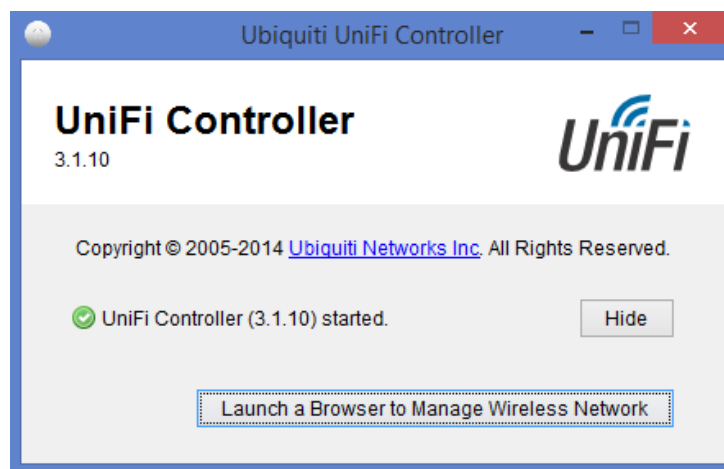 Ubiquiti UniFi Controller
UniFi Controller
3.1.10
UniFi
Copyright © 2005-2014 Ubiquiti Networks Inc. All Rights Reserved.
UniFi Controller (3.1.10) started.
Hide
Launch a Browser to Manage Wireless Network